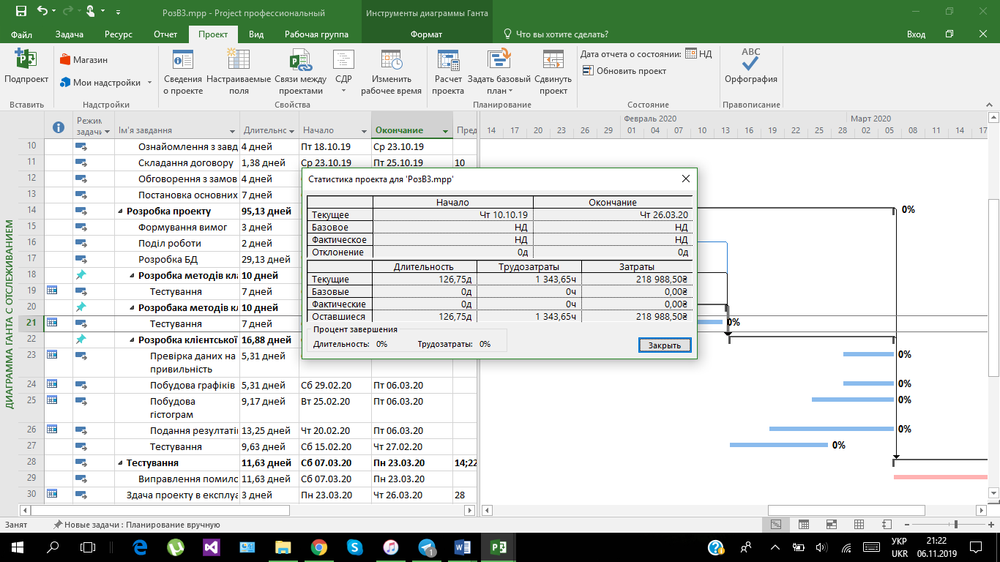 РозВ3.mpp - Project профессиональный
Инструменты диаграммы Ганта
Файл Задача Ресурс Отчет Проект Вид Рабочая группа Формат Что вы хотите сделать? Вход
Подпроект
Магазин
Мои надстройки
Сведения о проекте
Настраиваемые поля
Связи между проектами
СДР
Изменить рабочее время
Расчет проекта
Задать базовый план
Сдвинуть проект
Дата отчета о состоянии: НД
Обновить проект
ABC
Орфография
Вставить Надстройки Свойства Планирование Состояние Правописание
ДИАГРАММА ГАНТА С ОТСЛЕЖИВАНИЕМ
Режим задачи Ім'я завдання Длительнс Начало Окончание Пред
Февраль 2020 Март 2020
14 17 20 23 26 29 01 04 07 10 13 16 19 22 25 28 02 05 08 11 14 17
10 Ознайомлення з завд 4 дней Пт 18.10.19 Ср 23.10.19
11 Складання договору 1,38 дней Ср 23.10.19 Пт 25.10.19 10
12 Обговорення з замов 4 дней
13 Постановка основних 7 дней
14 Розробка проекту 95,13 дней 0%
15 Формування вимог 3 дней
16 Поділ роботи 2 дней
17 Розробка БД 29,13 дней
18 Розробка методів кла 10 дней
19 Тестування 7 дней
20 Розробака методів кл 10 дней
21 Тестування 7 дней 0%
22 Розробка клієнтської 16,88 дней
23 Превірка даних на привильність 5,31 дней 0%
24 Побудова графіків 5,31 дней Сб 29.02.20 Пт 06.03.20 0%
25 Побудова гістограм 9,17 дней Вт 25.02.20 Пт 06.03.20 0%
26 Подання резултаті 13,25 дней Чт 20.02.20 Пт 06.03.20 0%
27 Тестування 9,63 дней Сб 15.02.20 Чт 27.02.20 0%
28 Тестування 11,63 дней Сб 07.03.20 Пн 23.03.20 14;22
29 Виправлення помилс 11,63 дней Сб 07.03.20 Пн 23.03.20
30 Здача проекту в експлуа 3 дней Пн 23.03.20 Чт 26.03.20 28
Статистика проекта для 'РозВ3.mpp'
Начало Окончание
Текущее Чт 10.10.19 Чт 26.03.20
Базовое НД НД
Фактическое НД НД
Отклонение 0д 0д
Длительность Трудозатраты Затраты
Текущие 126,75д 1 343,65ч 218 988,50₴
Базовые 0д 0ч 0,00₴
Фактические 0д 0ч 0,00₴
Оставшиеся 126,75д 1 343,65ч 218 988,50₴
Процент завершения
Длительность: 0% Трудозатраты: 0%
Закрыть
Занят Новые задачи : Планирование вручную
УКР
UKR
21:22
06.11.2019
1